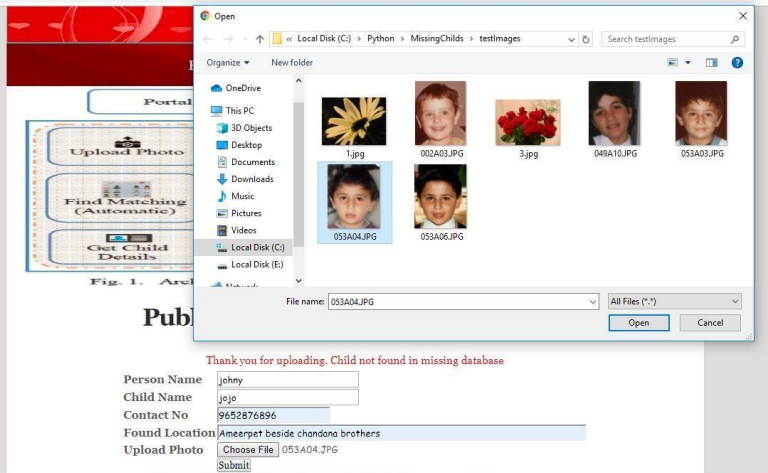 Open
« Local Disk (C:) > Python > MissingChilds > testImages
Search testImages
Organize
New folder
OneDrive
This PC
3D Objects
Desktop
Documents
Downloads
Music
Pictures
Videos
Local Disk (C:)
Local Disk (E:)
1.jpg
002A03.JPG
3.jpg
049A10.JPG
053A03.JPG
053A04.JPG
053A06.JPG
File name: 053A04.JPG
All Files (*.*)
Open
Cancel
Portal
Upload Photo
Find Matching
(Automatic)
Get Child
Details
Fig. 1.
Publ
Thank you for uploading. Child not found in missing database
Person Name johny
Child Name jojo
Contact No 9652876896
Found Location Ameerpet beside chandana brothers
Upload Photo Choose File 053A04.JPG
Submit